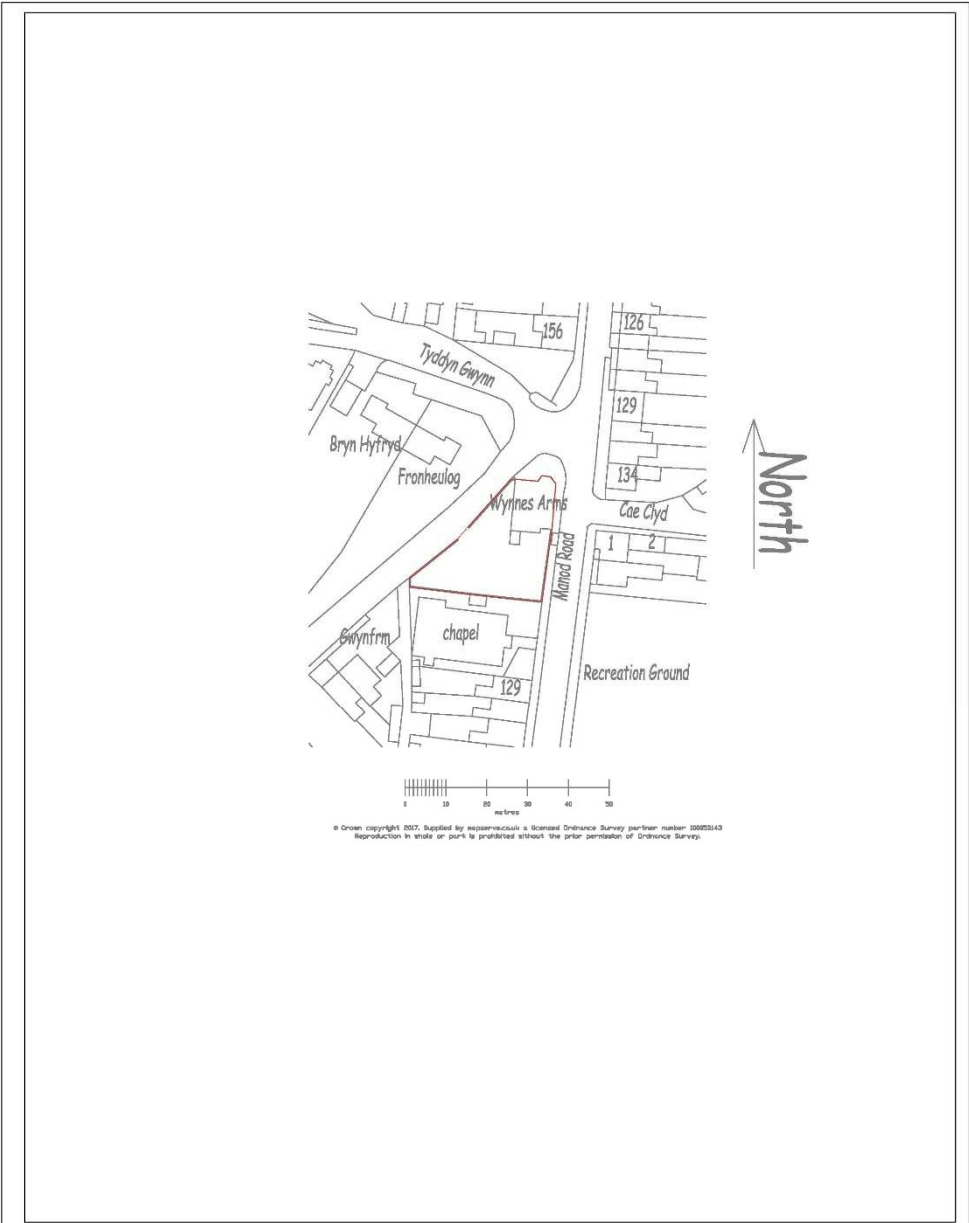 156
126
Tyddyn Gwynn
129
Bryn Hyfryd
Fronheulog
134
North
Wynnes Arms
Cae Clyd
1
2
Manod Road
Gwynfrm
chapel
Recreation Ground
129
0 10 20 30 40 50
metres
© Crown copyright 2017. Supplied by mapserve.co.uk a licensed Ordnance Survey partner number 100053143
Reproduction in whole or part is prohibited without the prior permission of Ordnance Survey.